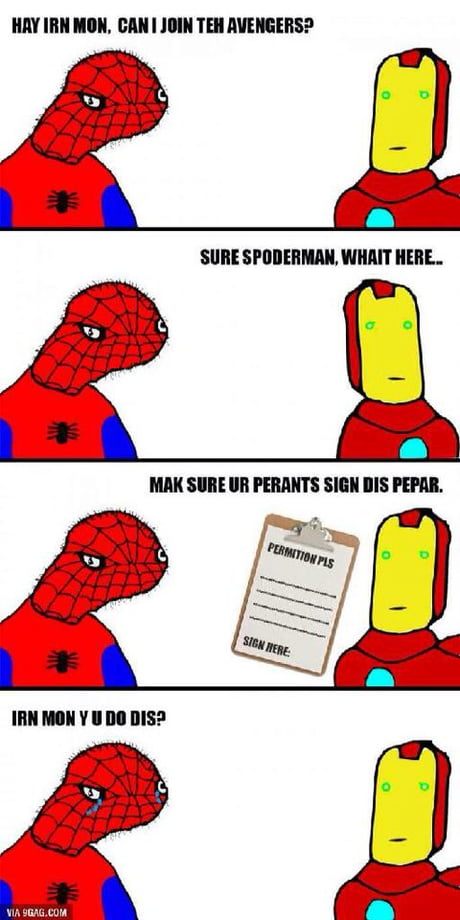 HAY IRN MON, CAN I JOIN TEH AVENGERS?
SURE SPODERMAN, WHAIT HERE...
MAK SURE UR PERANTS SIGN DIS PEPAR.
PERMITION PLS
SIGN HERE:
IRN MON Y U DO DIS?
VIA 9GAG.COM